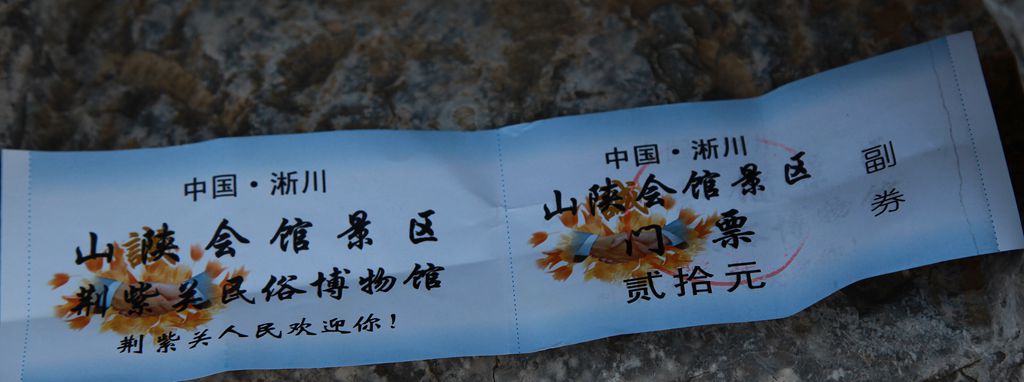 中国·淅川
山陕会馆景区
荆紫关民俗博物馆
荆紫关人民欢迎你!
中国·淅川
山陕会馆景区
门票
贰拾元
副券